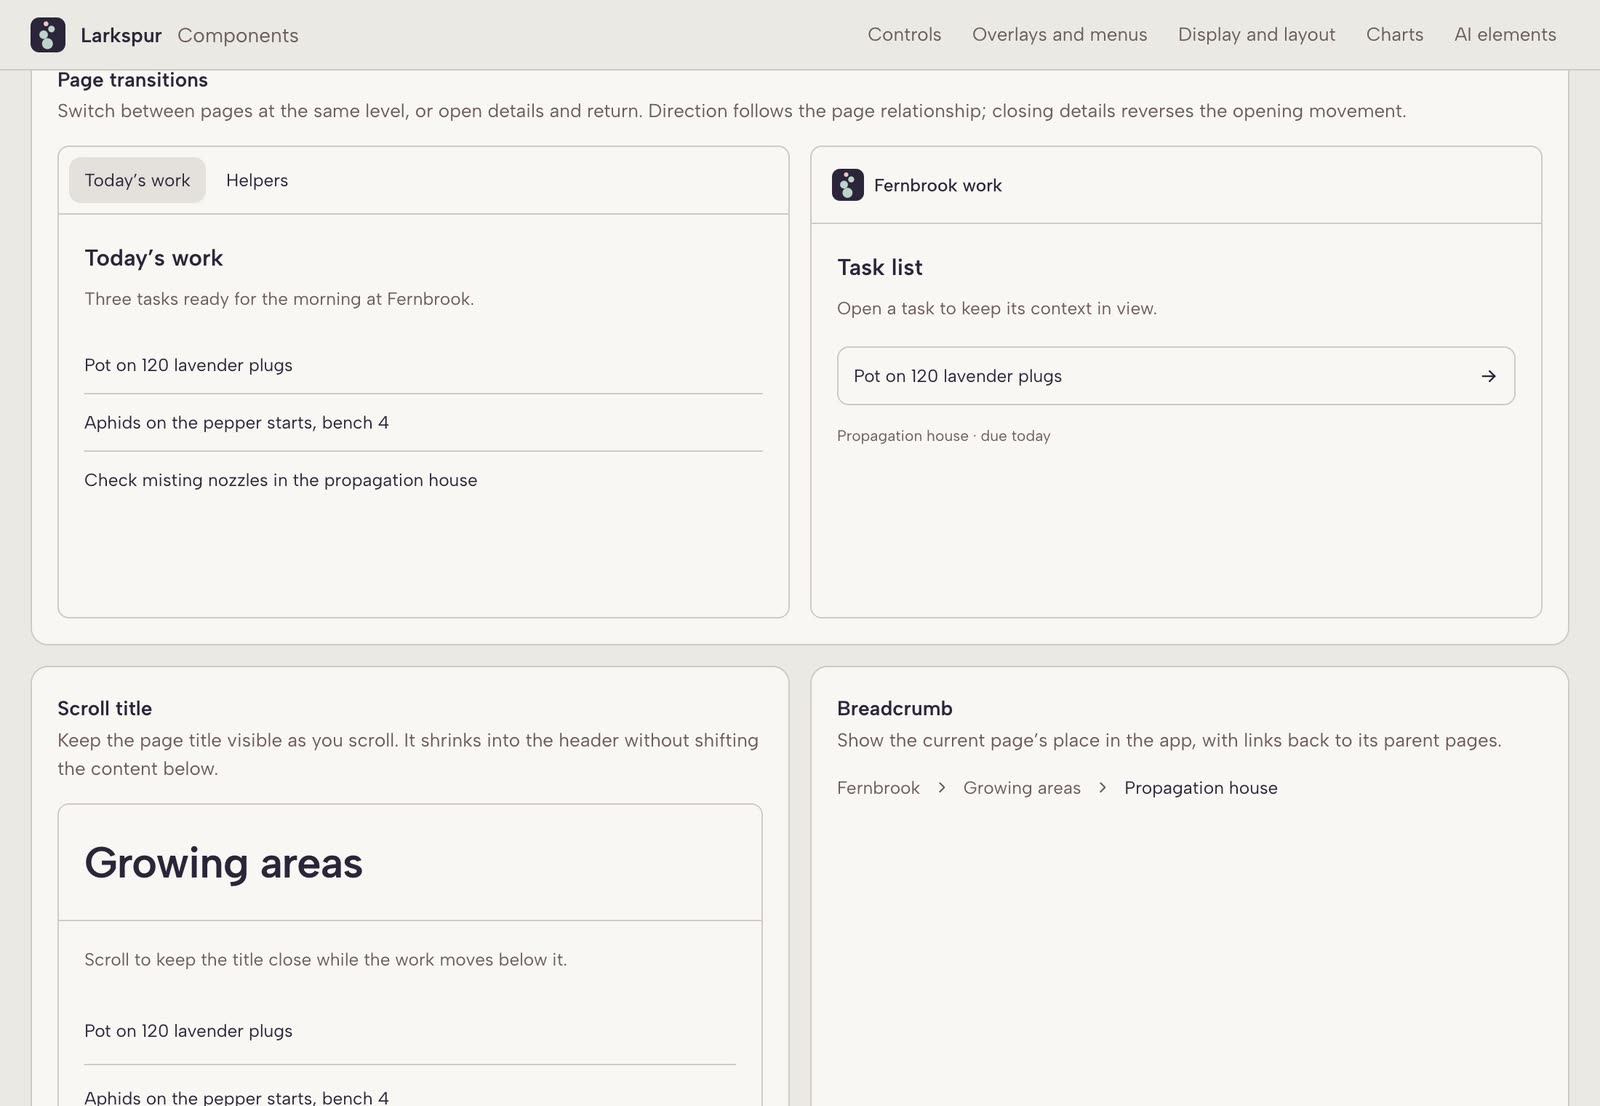 Larkspur Components
Controls Overlays and menus Display and layout Charts AI elements
Page transitions
Switch between pages at the same level, or open details and return. Direction follows the page relationship; closing details reverses the opening movement.
Today’s work Helpers
Today’s work
Three tasks ready for the morning at Fernbrook.
Pot on 120 lavender plugs
Aphids on the pepper starts, bench 4
Check misting nozzles in the propagation house
Fernbrook work
Task list
Open a task to keep its context in view.
Pot on 120 lavender plugs →
Propagation house · due today
Scroll title
Keep the page title visible as you scroll. It shrinks into the header without shifting
the content below.
Growing areas
Scroll to keep the title close while the work moves below it.
Pot on 120 lavender plugs
Aphids on the pepper starts, bench 4
Breadcrumb
Show the current page’s place in the app, with links back to its parent pages.
Fernbrook > Growing areas > Propagation house